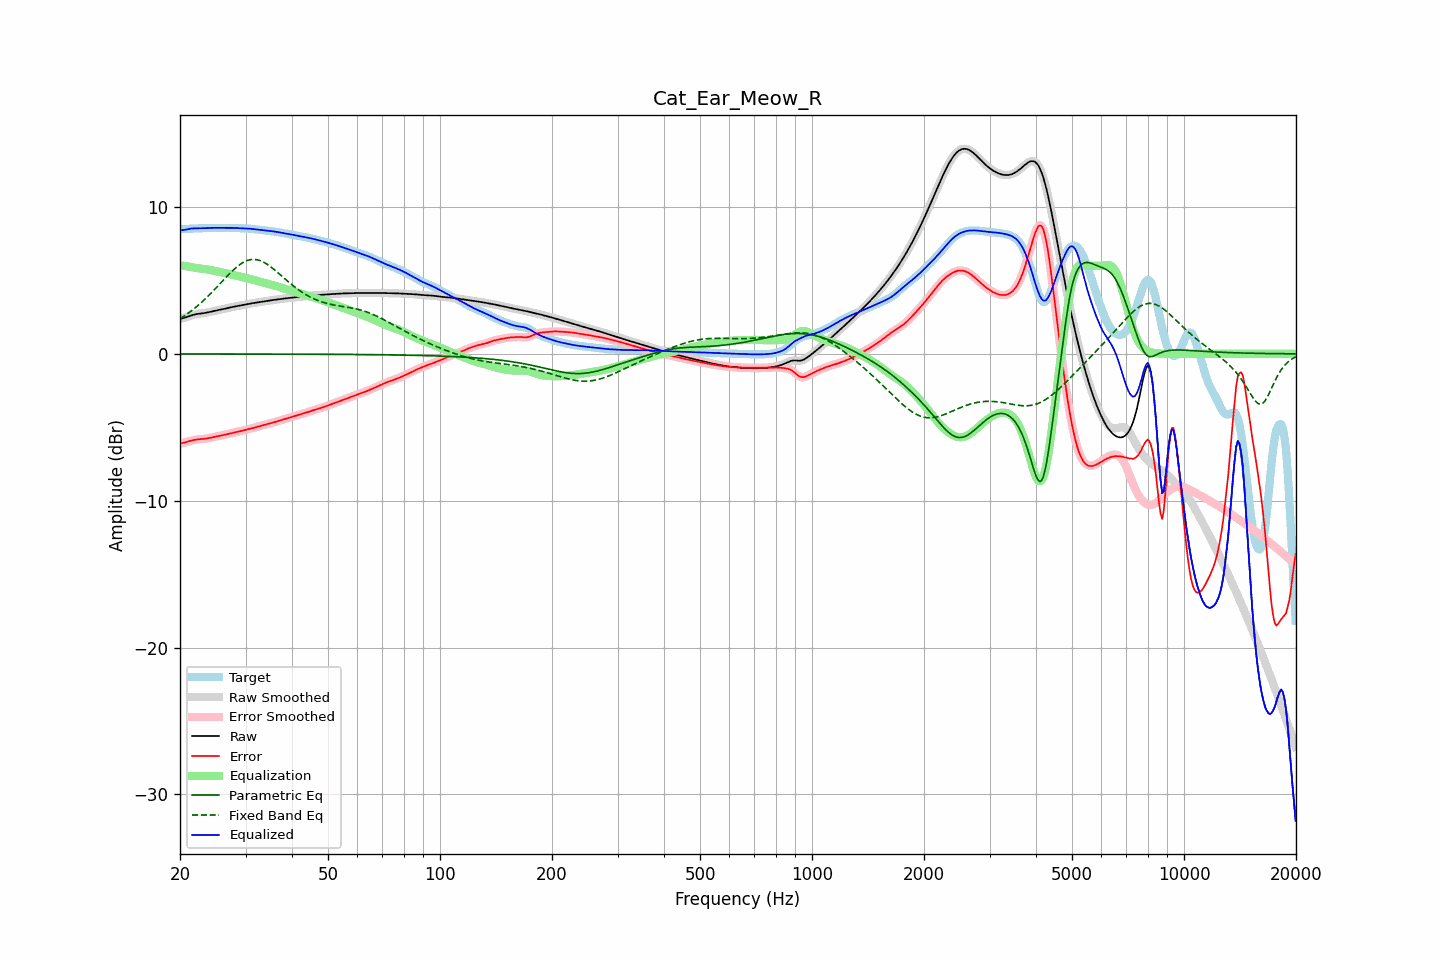 Cat_Ear_Meow_R
Amplitude (dBr)
10
0
−10
−20
−30
Target
Raw Smoothed
Error Smoothed
Raw
Error
Equalization
Parametric Eq
Fixed Band Eq
Equalized
20 50 100 200 500 1000 2000 5000 10000 20000
Frequency (Hz)